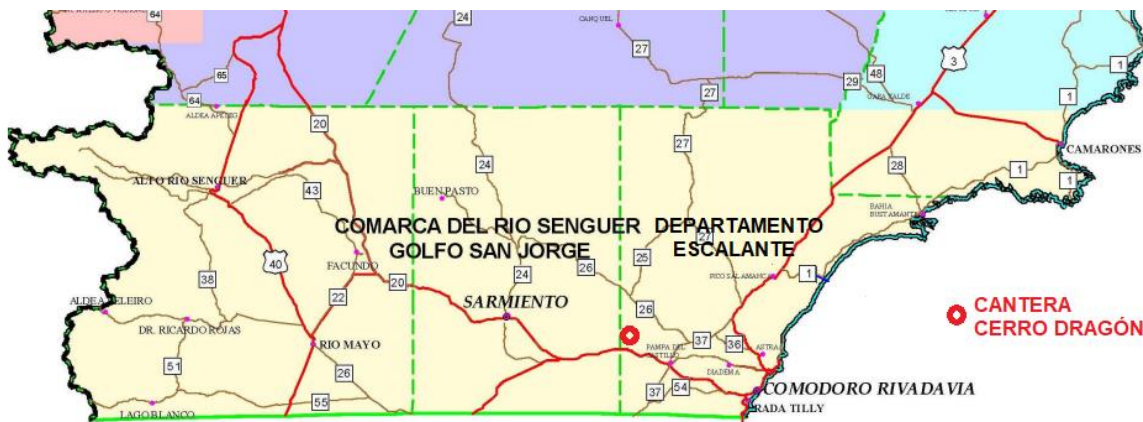 64
24
CANQUEL
27
3
1
65
64
ALDEA APELEG
20
27
29
48
GARAYALDE
1
CAMARONES
28
1
1
ALTO RIO SENGUER
43
BUEN PASTO
24
27
BAHIA
BUSTAMANTE
COMARCA DEL RIO SENGUER
GOLFO SAN JORGE
DEPARTAMENTO
ESCALANTE
27
40
FACUNDO
38
22
20
24
26
25
PICO SALAMANCA
1
ALDEA BELEIRO
DR. RICARDO ROJAS
SARMIENTO
26
CANTERA
CERRO DRAGÓN
RIO MAYO
37
36
ASTRA
PAMPA DEL
CASTILLO
DIADEMA
51
26
37
54
COMODORO RIVADAVIA
RADA TILLY
LAGO BLANCO
55